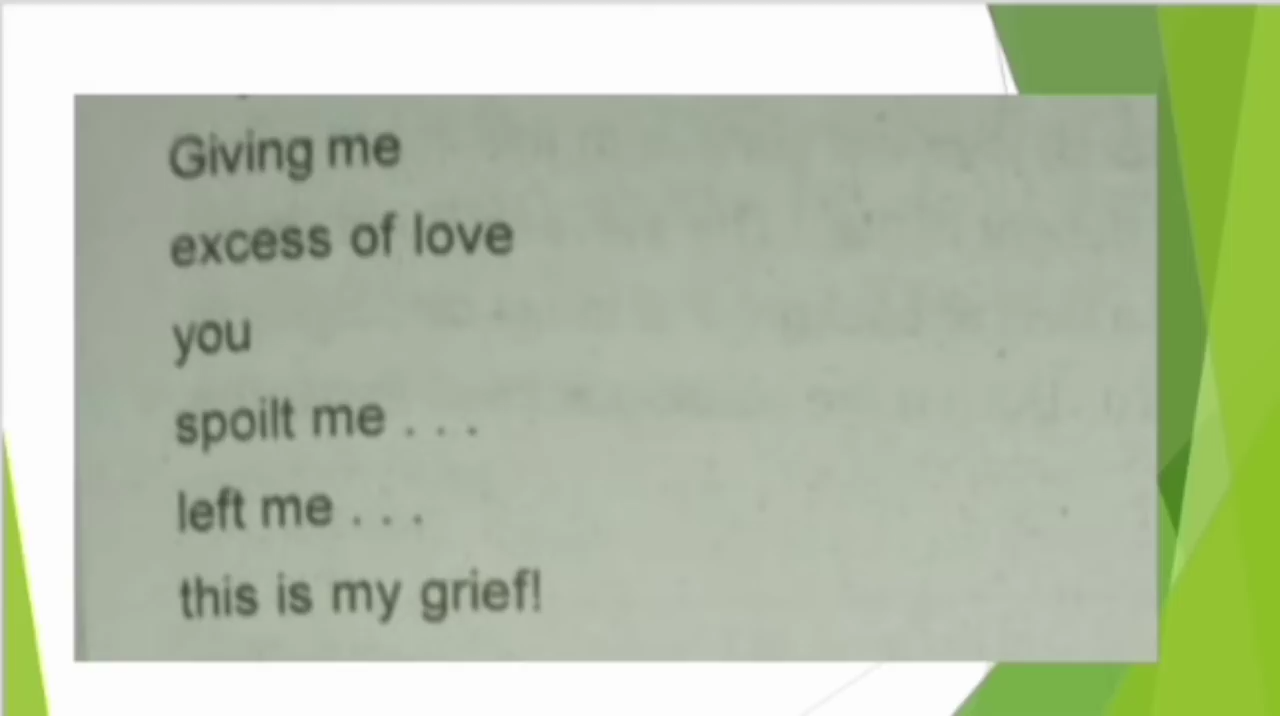 Giving me
excess of love
you
spoilt me . . .
left me . . .
this is my grief!